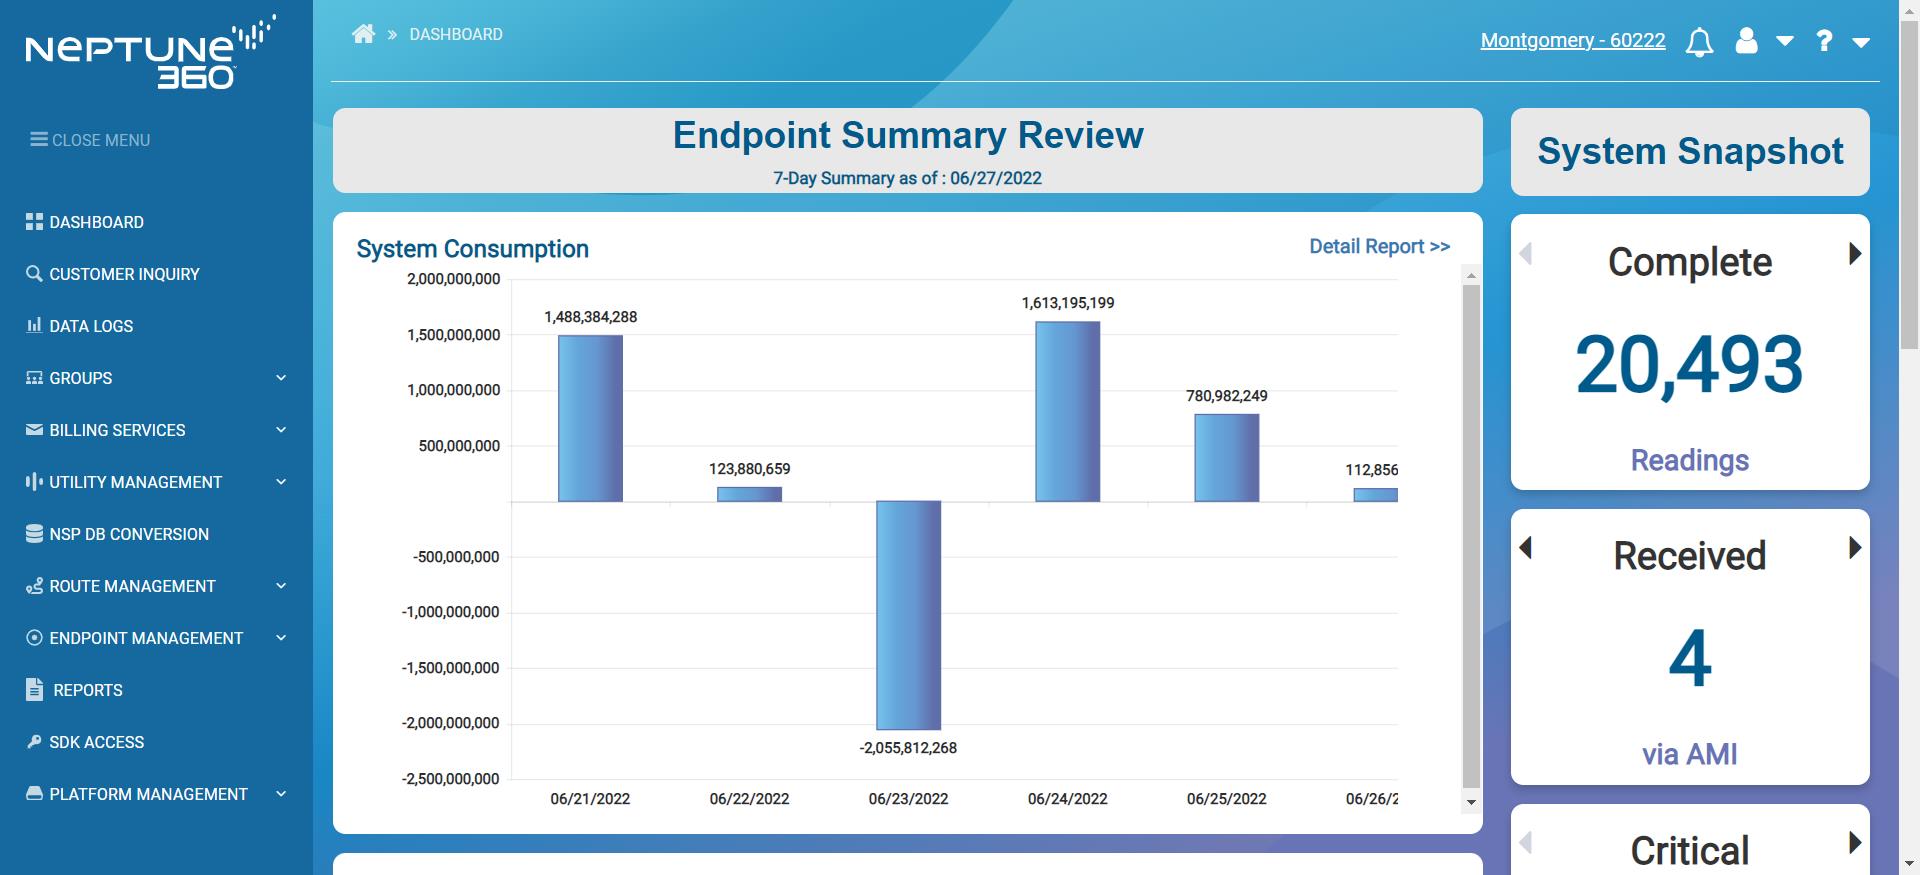 NEPTUNE
360™
CLOSE MENU
DASHBOARD
CUSTOMER INQUIRY
DATA LOGS
GROUPS
BILLING SERVICES
UTILITY MANAGEMENT
NSP DB CONVERSION
ROUTE MANAGEMENT
ENDPOINT MANAGEMENT
REPORTS
SDK ACCESS
PLATFORM MANAGEMENT
» DASHBOARD
Montgomery - 60222
?
Endpoint Summary Review
7-Day Summary as of : 06/27/2022
System Consumption
Detail Report >>
2,000,000,000
1,500,000,000
1,000,000,000
500,000,000
-500,000,000
-1,000,000,000
-1,500,000,000
-2,000,000,000
-2,500,000,000
1,488,384,288
123,880,659
-2,055,812,268
1,613,195,199
780,982,249
112,856
06/21/2022
06/22/2022
06/23/2022
06/24/2022
06/25/2022
06/26/2
System Snapshot
Complete
20,493
Readings
Received
4
via AMI
Critical